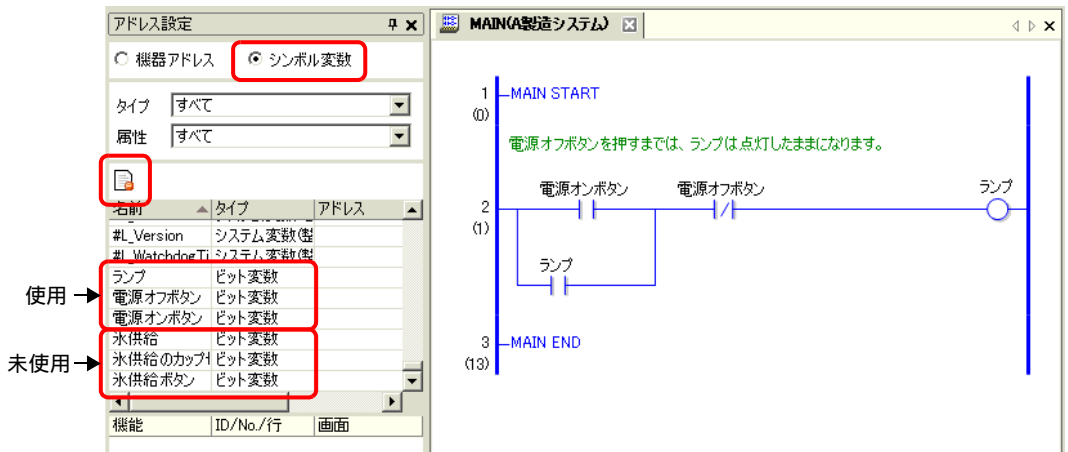 アドレス設定
機器アドレス
シンボル変数
タイプ すべて
属性 すべて
名前 タイプ アドレス
#L_Version システム変数(整
#L_WatchdogTi システム変数(整
ランプ ビット変数
電源オフボタン ビット変数
電源オンボタン ビット変数
氷供給 ビット変数
氷供給のカップ ビット変数
氷供給ボタン ビット変数
機能 ID/No./行 画面
使用
未使用
MAIN(A製造システム)
1 MAIN START
(0)
電源オフボタンを押すまでは、ランプは点灯したままになります。
電源オンボタン 電源オフボタン ランプ
2
(1)
ランプ
3 MAIN END
(13)